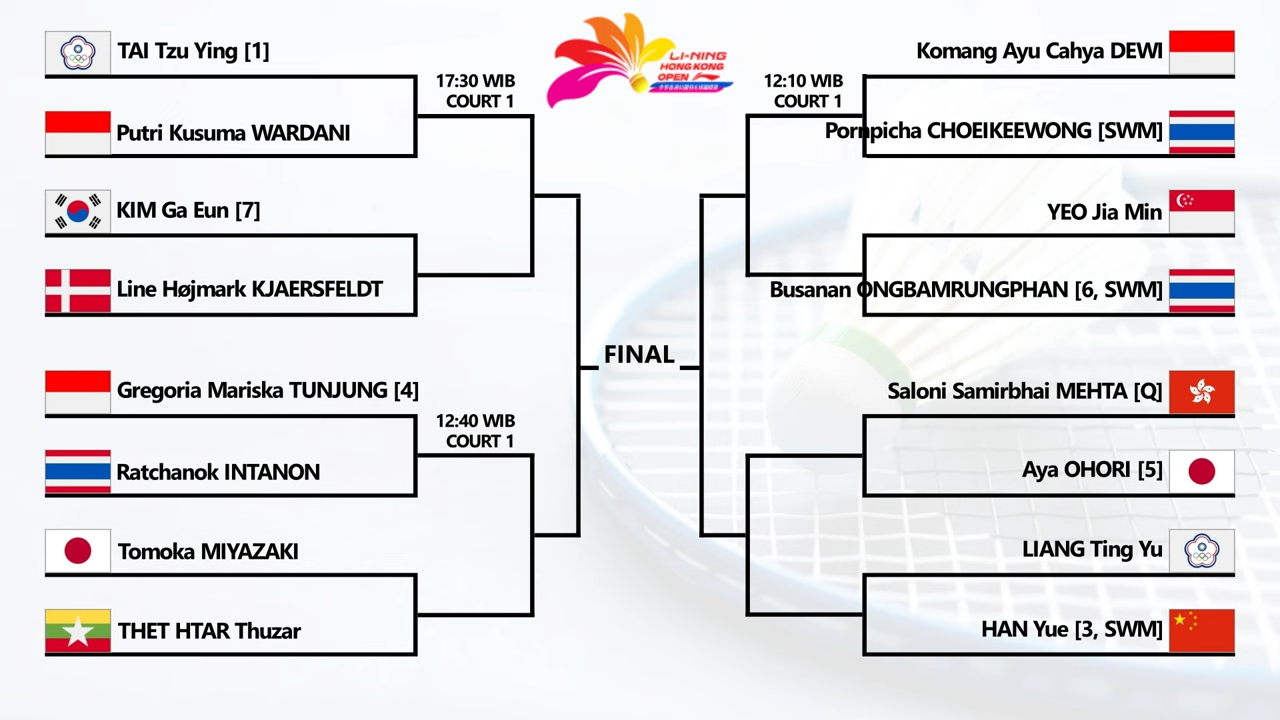 TAI Tzu Ying [1]
Putri Kusuma WARDANI
17:30 WIB
COURT 1
KIM Ga Eun [7]
Line Højmark KJAERSFELDT
Gregoria Mariska TUNJUNG [4]
Ratchanok INTANON
12:40 WIB
COURT 1
Tomoka MIYAZAKI
THET HTAR Thuzar
LI-NING
HONG KONG
OPEN
FINAL
Komang Ayu Cahya DEWI
12:10 WIB
COURT 1
Pornpicha CHOEIKEEWONG [SWM]
YEO Jia Min
Busanan ONGBAMRUNGPHAN [6, SWM]
Saloni Samirbhai MEHTA [Q]
Aya OHORI [5]
LIANG Ting Yu
HAN Yue [3, SWM]